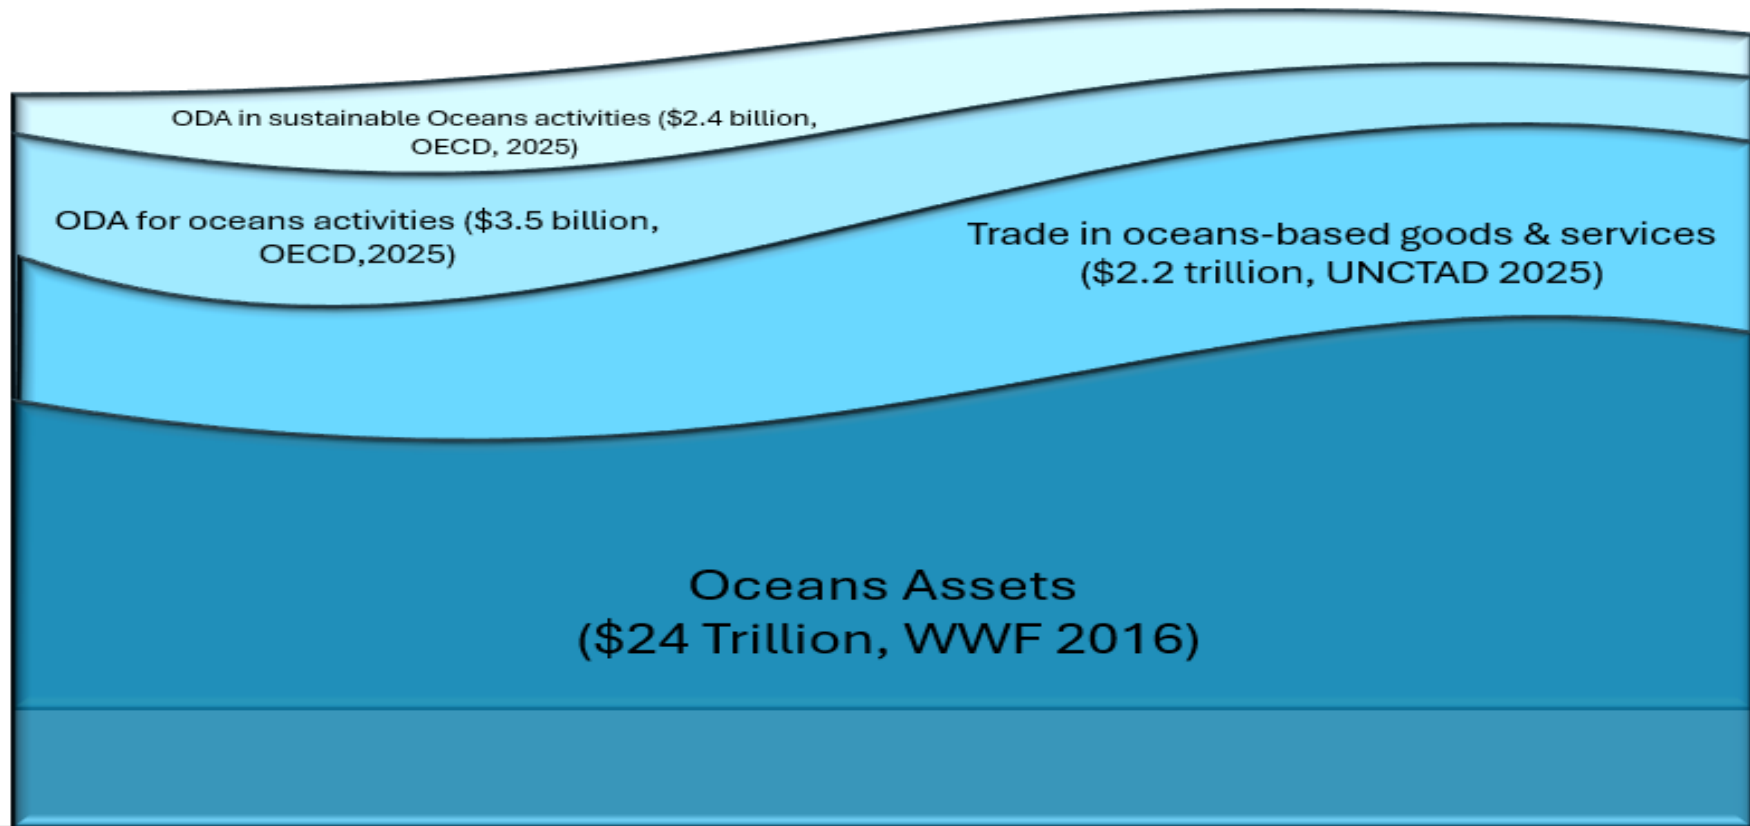 ODA in sustainable Oceans activities ($2.4 billion,
OECD, 2025)
ODA for oceans activities ($3.5 billion,
OECD,2025)
Trade in oceans-based goods & services
($2.2 trillion, UNCTAD 2025)
Oceans Assets
($24 Trillion, WWF 2016)